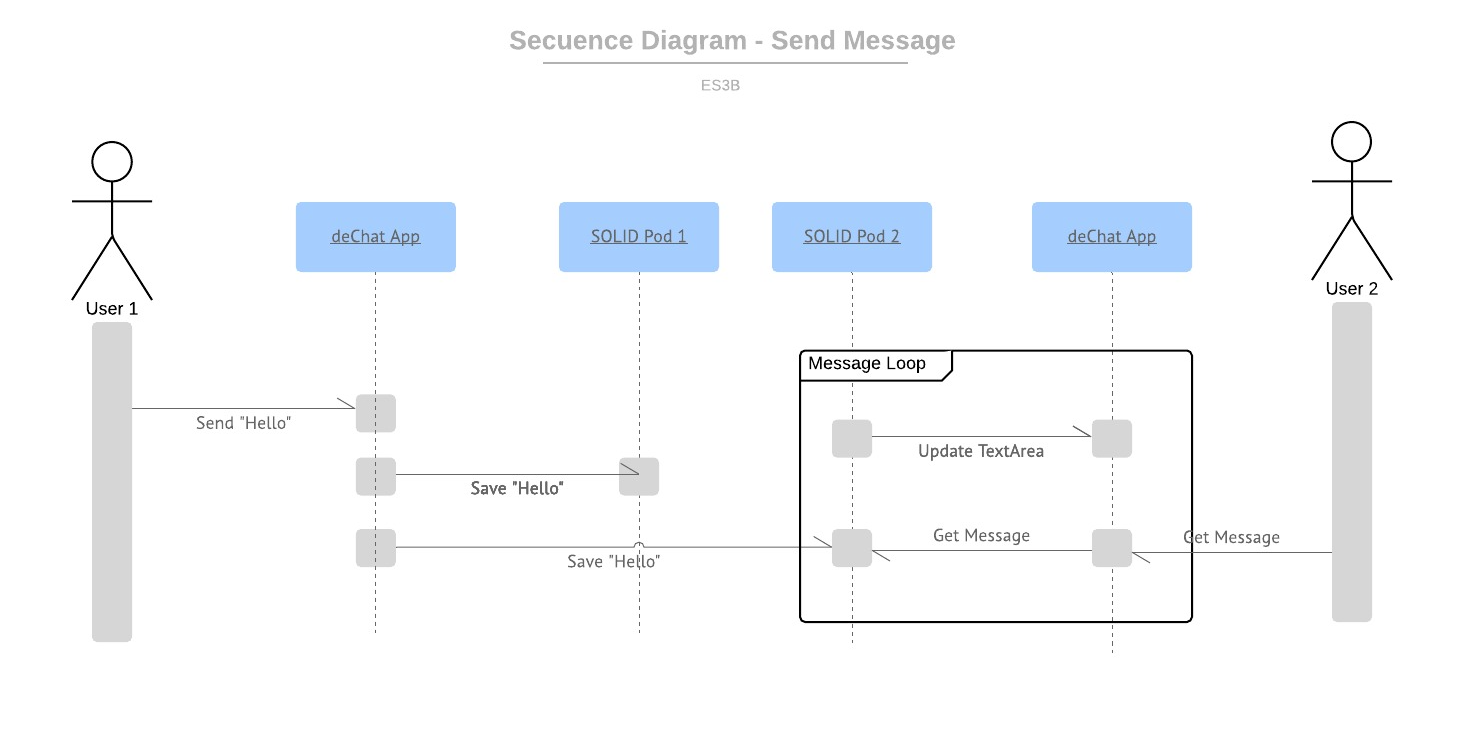 Secuence Diagram - Send Message
ES3B
User 1
deChat App
SOLID Pod 1
SOLID Pod 2
deChat App
User 2
Message Loop
Send "Hello"
Update TextArea
Save "Hello"
Get Message
Get Message
Save "Hello"